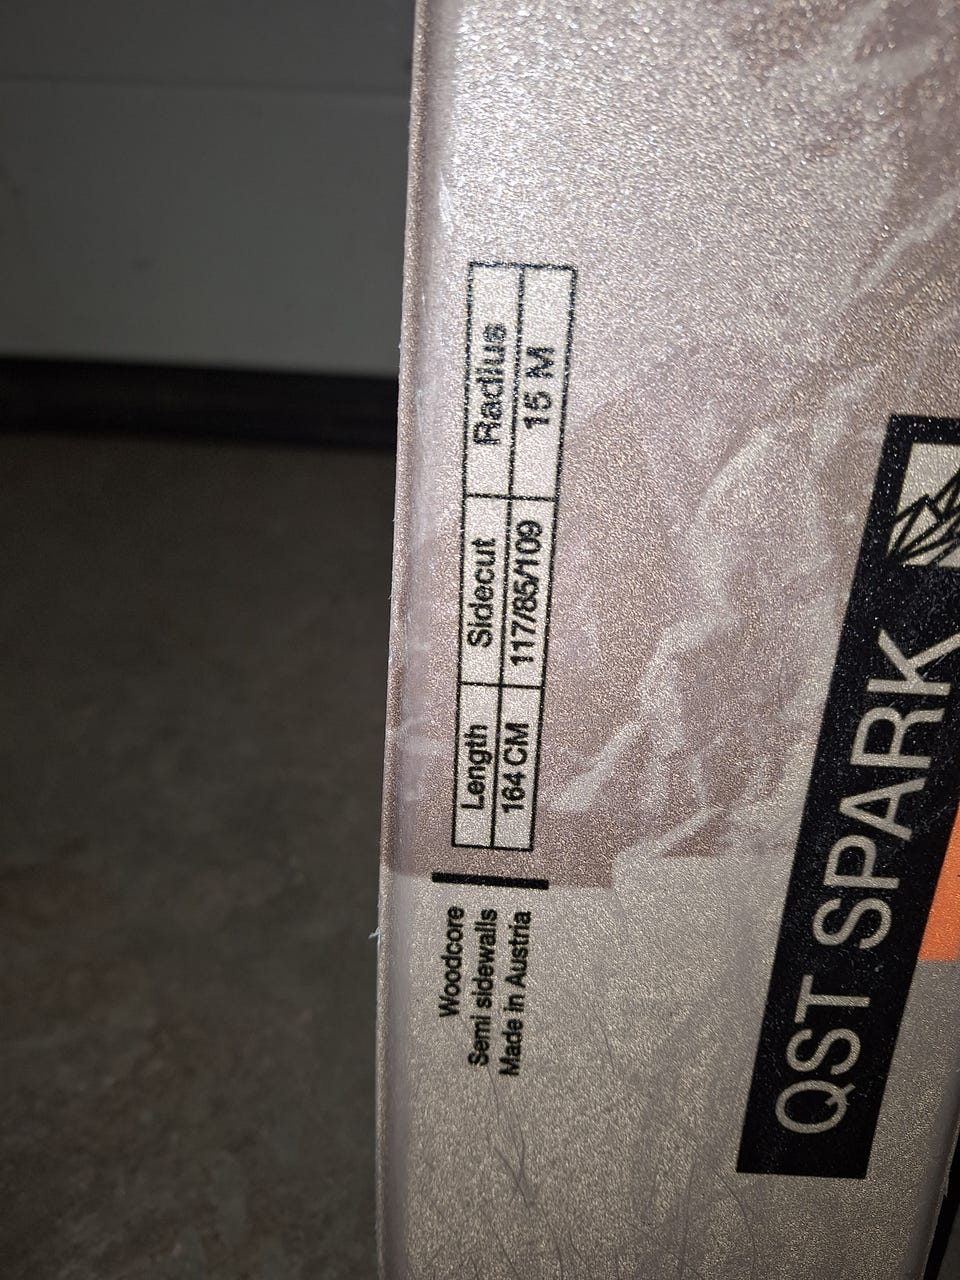 Woodcore
Semi sidewalls
Made in Austria
Length Sidecut Radius
164 CM 117/85/109 15 M
QST SPARK